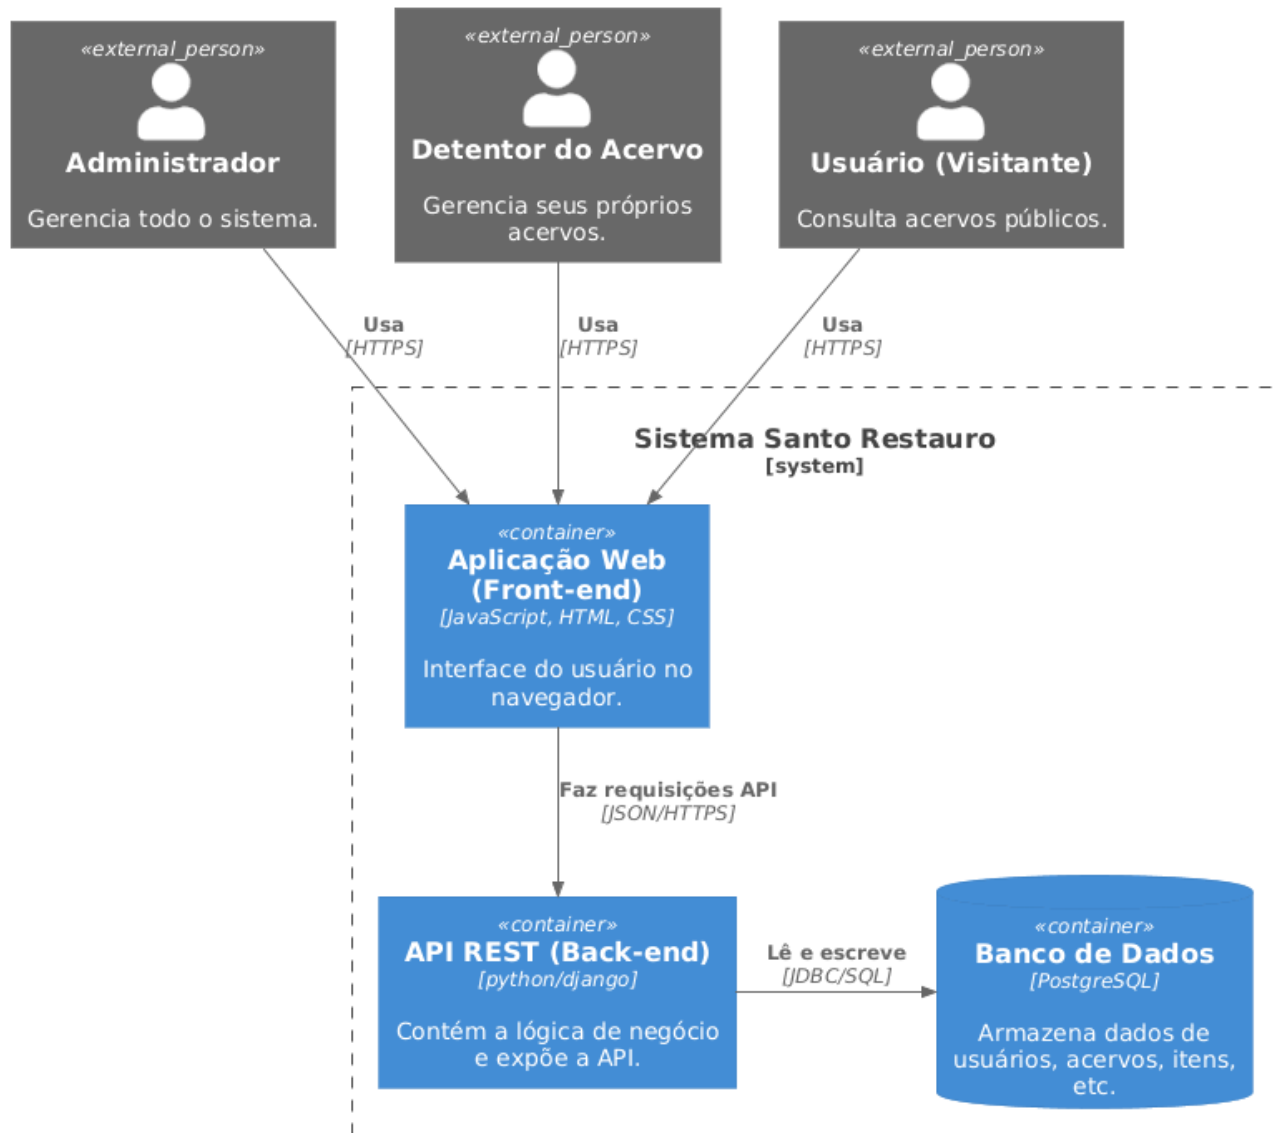 «external_person»
Administrador
Gerencia todo o sistema.
«external_person»
Detentor do Acervo
Gerencia seus próprios
acervos.
«external_person»
Usuário (Visitante)
Consulta acervos públicos.
Usa
[HTTPS]
Usa
[HTTPS]
Usa
[HTTPS]
Sistema Santo Restauro
[system]
«container»
Aplicação Web
(Front-end)
[JavaScript, HTML, CSS]
Interface do usuário no
navegador.
Faz requisições API
[JSON/HTTPS]
«container»
API REST (Back-end)
[python/django]
Contém a lógica de negócio
e expõe a API.
Lê e escreve
[JDBC/SQL]
«container»
Banco de Dados
[PostgreSQL]
Armazena dados de
usuários, acervos, itens,
etc.